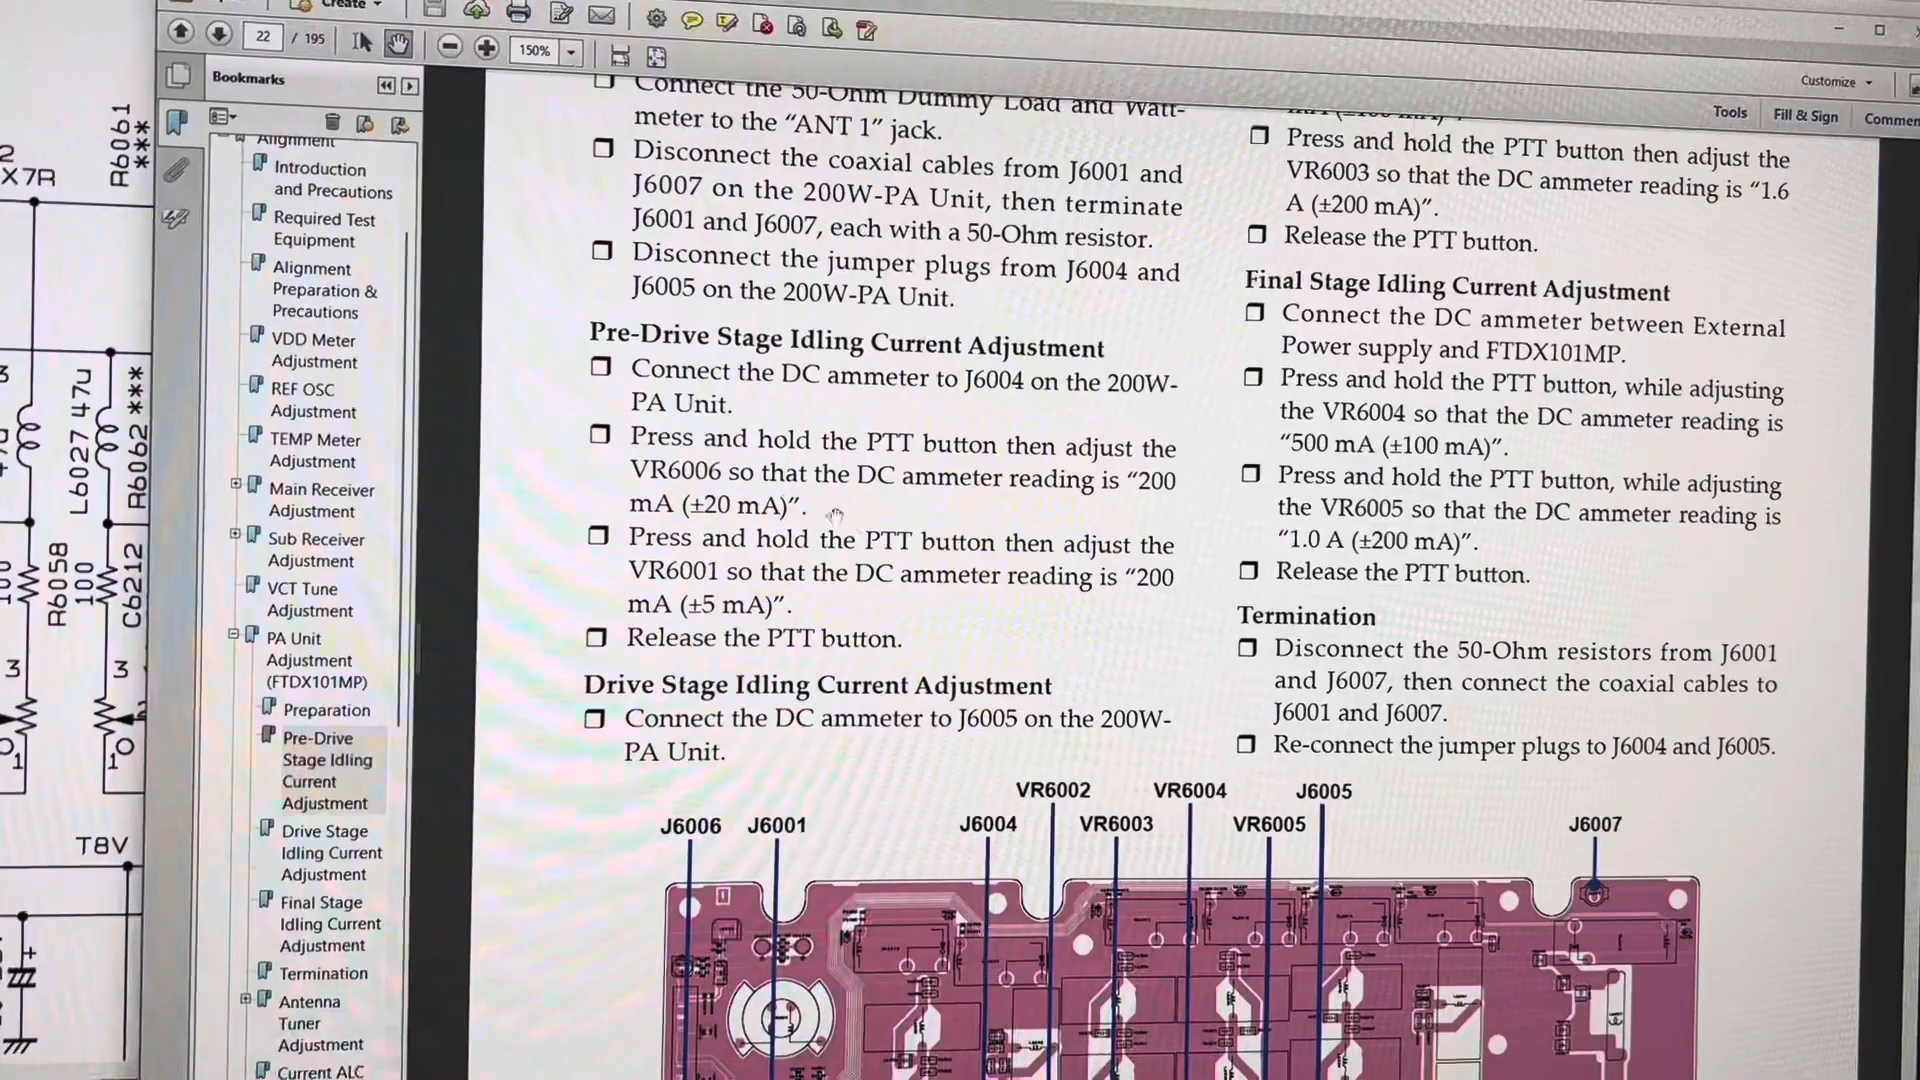 Create
22 / 195
150%
Customize
Tools
Fill & Sign
Commen
Bookmarks
Alignment
Introduction
and Precautions
Required Test
Equipment
Alignment
Preparation &
Precautions
VDD Meter
Adjustment
REF OSC
Adjustment
TEMP Meter
Adjustment
Main Receiver
Adjustment
Sub Receiver
Adjustment
VCT Tune
Adjustment
PA Unit
Adjustment
(FTDX101MP)
Preparation
Pre-Drive
Stage Idling
Current
Adjustment
Drive Stage
Idling Current
Adjustment
Final Stage
Idling Current
Adjustment
Termination
Antenna
Tuner
Adjustment
Current ALC
X7R
R6061
***
L6027 47u
R6062 ***
R6058
100
C6212
3
3
T8V
Connect the 50-Ohm Dummy Load and Watt-
meter to the “ANT 1” jack.
Disconnect the coaxial cables from J6001 and
J6007 on the 200W-PA Unit, then terminate
J6001 and J6007, each with a 50-Ohm resistor.
Disconnect the jumper plugs from J6004 and
J6005 on the 200W-PA Unit.
Pre-Drive Stage Idling Current Adjustment
Connect the DC ammeter to J6004 on the 200W-
PA Unit.
Press and hold the PTT button then adjust the
VR6006 so that the DC ammeter reading is “200
mA (±20 mA)”.
Press and hold the PTT button then adjust the
VR6001 so that the DC ammeter reading is “200
mA (±5 mA)”.
Release the PTT button.
Drive Stage Idling Current Adjustment
Connect the DC ammeter to J6005 on the 200W-
PA Unit.
Press and hold the PTT button then adjust the
VR6003 so that the DC ammeter reading is “1.6
A (±200 mA)”.
Release the PTT button.
Final Stage Idling Current Adjustment
Connect the DC ammeter between External
Power supply and FTDX101MP.
Press and hold the PTT button, while adjusting
the VR6004 so that the DC ammeter reading is
“500 mA (±100 mA)”.
Press and hold the PTT button, while adjusting
the VR6005 so that the DC ammeter reading is
“1.0 A (±200 mA)”.
Release the PTT button.
Termination
Disconnect the 50-Ohm resistors from J6001
and J6007, then connect the coaxial cables to
J6001 and J6007.
Re-connect the jumper plugs to J6004 and J6005.
VR6002
VR6004
J6005
J6006
J6001
J6004
VR6003
VR6005
J6007